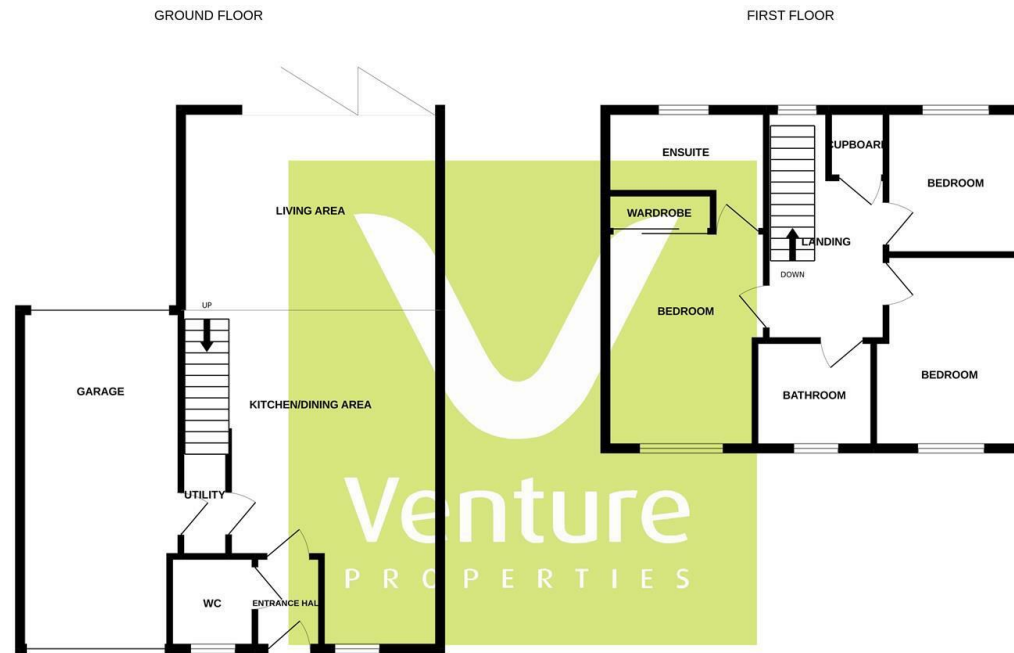 GROUND FLOOR
FIRST FLOOR
LIVING AREA
UP
GARAGE
KITCHEN/DINING AREA
UTILITY
WC
ENTRANCE HALL
ENSUITE
CUPBOARD
BEDROOM
WARDROBE
LANDING
DOWN
BEDROOM
BEDROOM
BATHROOM
Venture
PROPERTIES